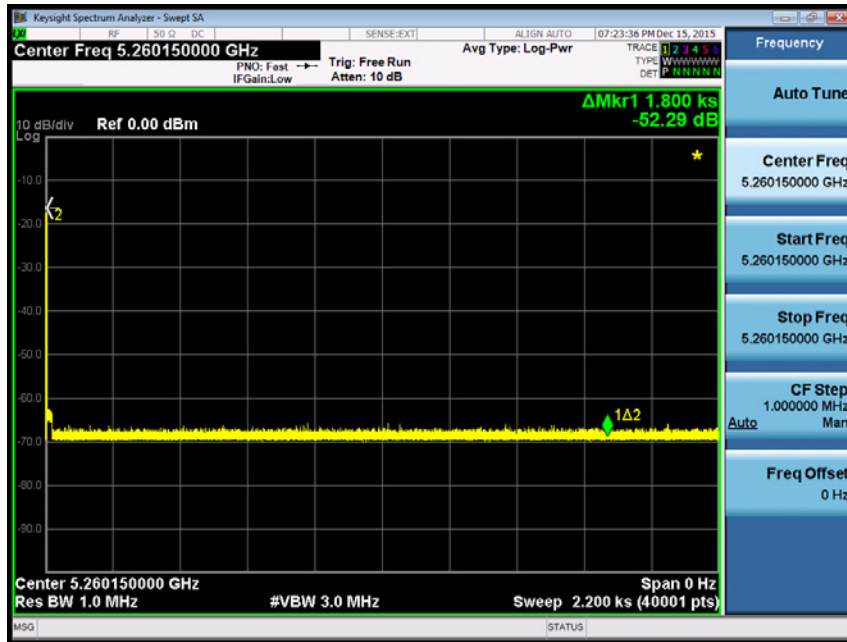 Keysight Spectrum Analyzer - Swept SA
LXI RF 50 Ω DC SENSE:EXT ALIGN AUTO 07:23:36 PM Dec 15, 2015
Center Freq 5.260150000 GHz
PNO: Fast
IFGain:Low
Trig: Free Run
Atten: 10 dB
Avg Type: Log-Pwr
TRACE 1 2 3 4 5 6
TYPE WWWWWW
DET P N N N N N
ΔMkr1 1.800 ks
-52.29 dB
10 dB/div Ref 0.00 dBm
Log
-10.0
-20.0
-30.0
-40.0
-50.0
-60.0
-70.0
-80.0
-90.0
2
1Δ2
*
Center 5.260150000 GHz Span 0 Hz
Res BW 1.0 MHz #VBW 3.0 MHz Sweep 2.200 ks (40001 pts)
MSG STATUS
Frequency
Auto Tune
Center Freq
5.260150000 GHz
Start Freq
5.260150000 GHz
Stop Freq
5.260150000 GHz
CF Step
1.000000 MHz
Auto Man
Freq Offset
0 Hz